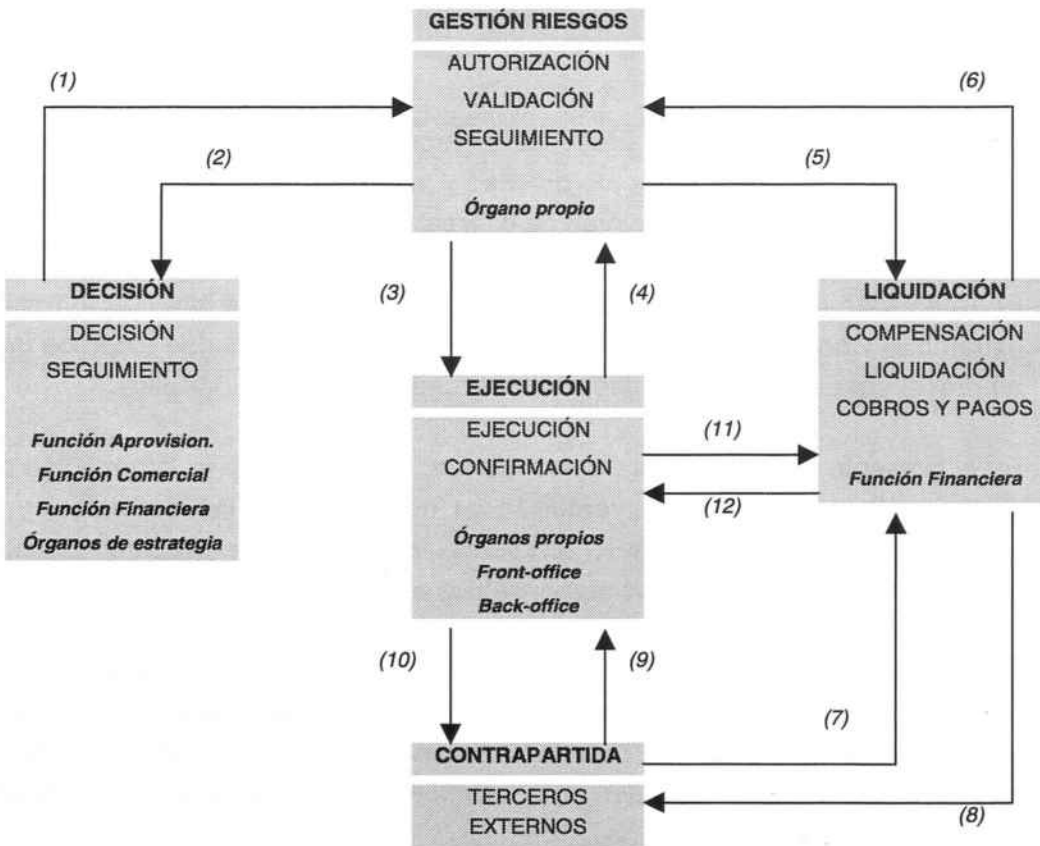 GESTIÓN RIESGOS
AUTORIZACIÓN
VALIDACIÓN
SEGUIMIENTO
Órgano propio
(1)
(6)
(2)
(5)
(3)
(4)
DECISIÓN
DECISIÓN
SEGUIMIENTO
Función Aprovision.
Función Comercial
Función Financiera
Órganos de estrategia
LIQUIDACIÓN
COMPENSACIÓN
LIQUIDACIÓN
COBROS Y PAGOS
Función Financiera
EJECUCIÓN
EJECUCIÓN
CONFIRMACIÓN
Órganos propios
Front-office
Back-office
(11)
(12)
(10)
(9)
(7)
(8)
CONTRAPARTIDA
TERCEROS
EXTERNOS